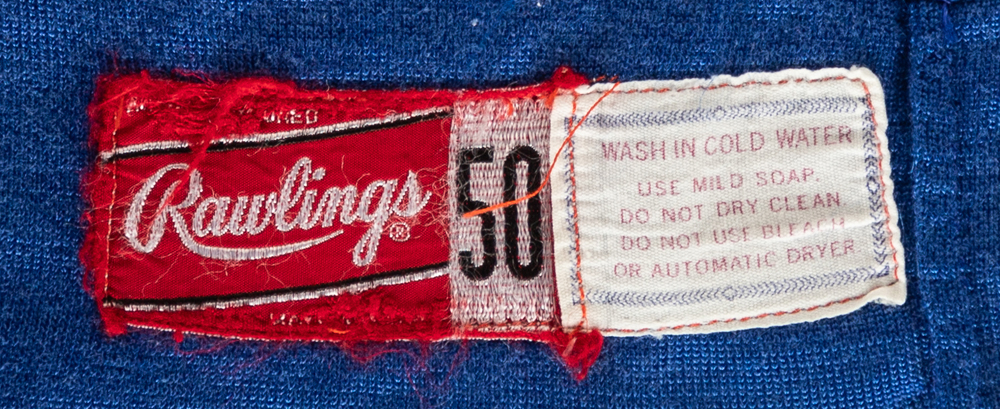 Rawlings®
50
WASH IN COLD WATER
USE MILD SOAP.
DO NOT DRY CLEAN
DO NOT USE BLEACH
OR AUTOMATIC DRYER